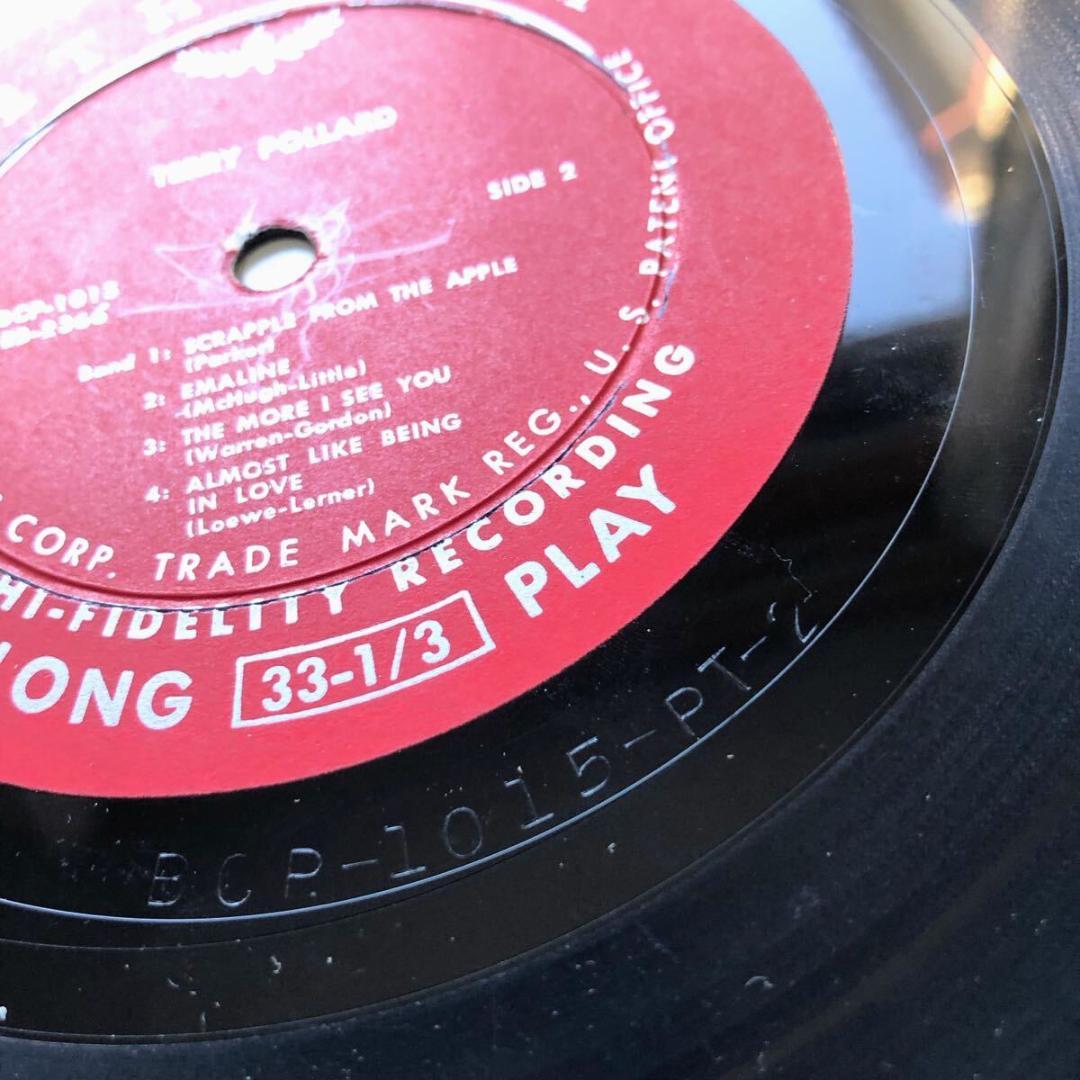 TERRY POLLARD
SIDE 2
BCP-1015
Band 1: SCRAPPLE FROM THE APPLE
(Parker)
2: EMALINE
(McHugh-Little)
3: THE MORE I SEE YOU
(Warren-Gordon)
4: ALMOST LIKE BEING
IN LOVE
(Loewe-Lerner)
CORP. TRADE MARK REG., U.S. PATENT OFFICE
HI-FIDELITY RECORDING
LONG 33-1/3 PLAY
BCP-1015-PT-2